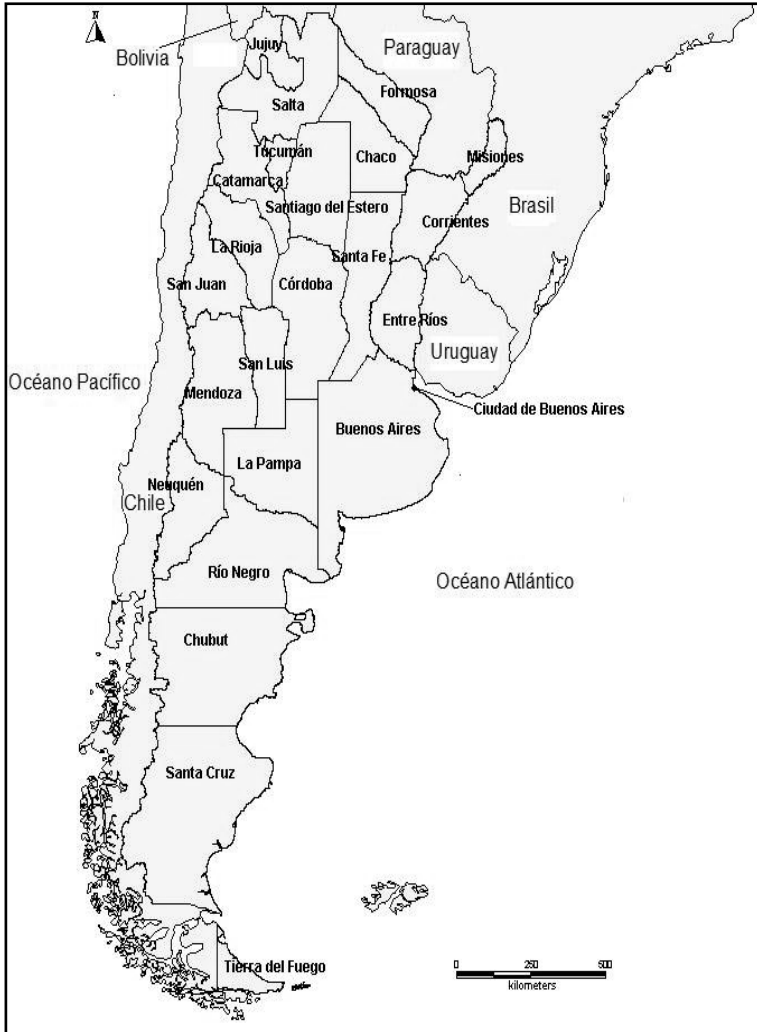 N
Bolivia
Jujuy
Paraguay
Formosa
Salta
Tucumán
Chaco
Misiones
Catamarca
Santiago del Estero
Brasil
Corrientes
La Rioja
Santa Fe
San Juan
Córdoba
Entre Ríos
Uruguay
San Luis
Océano Pacífico
Mendoza
Ciudad de Buenos Aires
Buenos Aires
La Pampa
Neuquén
Chile
Río Negro
Océano Atlántico
Chubut
Santa Cruz
Tierra del Fuego
0 250 500
kilometers